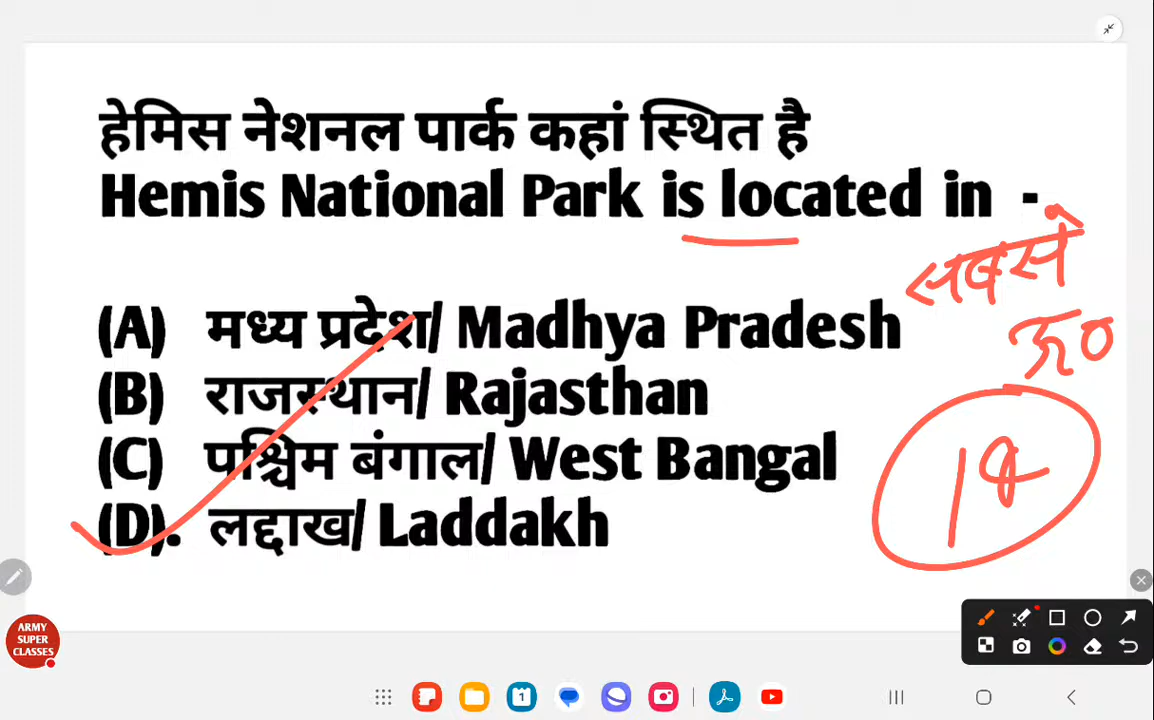 हेमिस नेशनल पार्क कहां स्थित है
Hemis National Park is located in -
सबसे
(A) मध्य प्रदेश/ Madhya Pradesh
(B) राजस्थान/ Rajasthan
(C) पश्चिम बंगाल/ West Bangal
(D). लद्दाख/ Laddakh
ARMY
SUPER
CLASSES
1